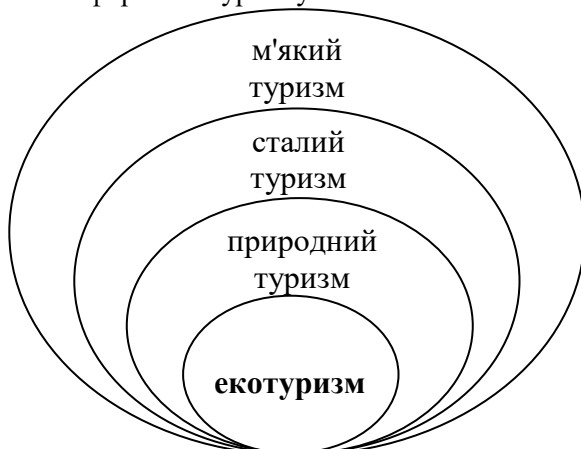 м'який
туризм
сталий
туризм
природний
туризм
екотуризм